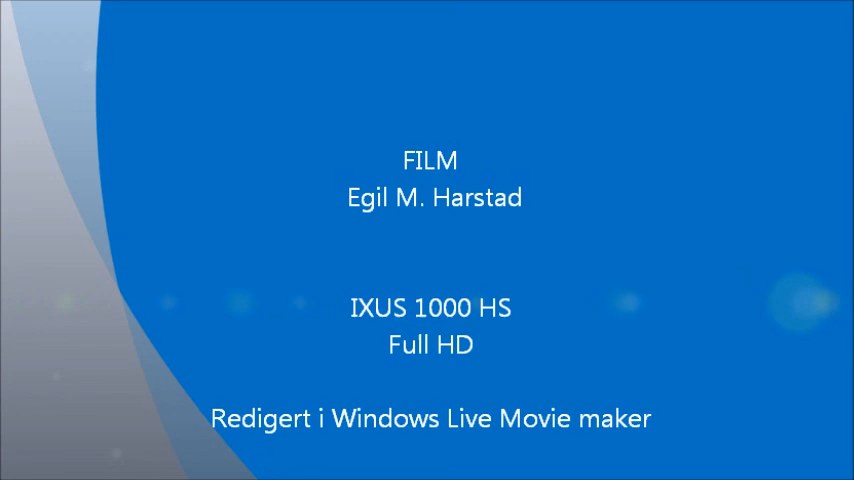 FILM
Egil M. Harstad
IXUS 1000 HS
Full HD
Redigert i Windows Live Movie maker